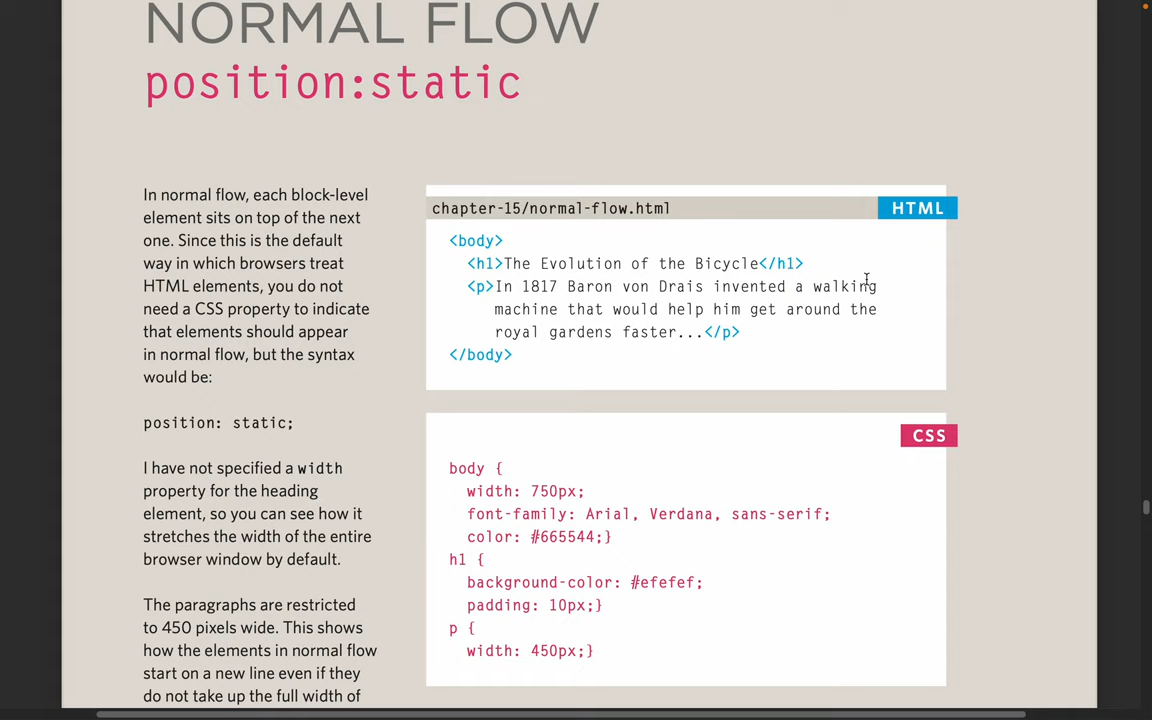 NORMAL FLOW
position:static
In normal flow, each block-level
element sits on top of the next
one. Since this is the default
way in which browsers treat
HTML elements, you do not
need a CSS property to indicate
that elements should appear
in normal flow, but the syntax
would be:
position: static;
I have not specified a width
property for the heading
element, so you can see how it
stretches the width of the entire
browser window by default.
The paragraphs are restricted
to 450 pixels wide. This shows
how the elements in normal flow
start on a new line even if they
do not take up the full width of
chapter-15/normal-flow.html
HTML
<body>
<h1>The Evolution of the Bicycle</h1>
<p>In 1817 Baron von Drais invented a walking
machine that would help him get around the
royal gardens faster...</p>
</body>
CSS
body {
width: 750px;
font-family: Arial, Verdana, sans-serif;
color: #665544;}
h1 {
background-color: #efefef;
padding: 10px;}
p {
width: 450px;}